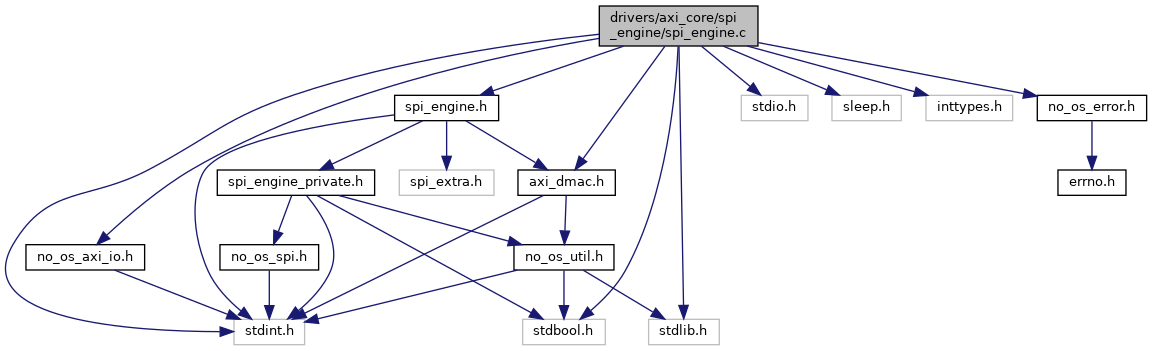 drivers/axi_core/spi
_engine/spi_engine.c
spi_engine.h
stdio.h
sleep.h
inttypes.h
no_os_error.h
spi_engine_private.h
spi_extra.h
axi_dmac.h
errno.h
no_os_axi_io.h
no_os_spi.h
no_os_util.h
stdint.h
stdbool.h
stdlib.h